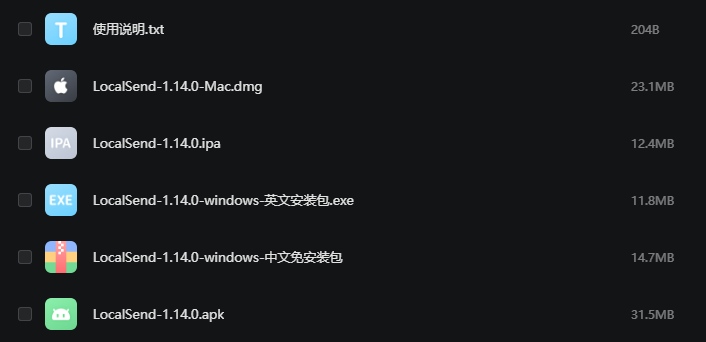 T 使用说明.txt 204B
LocalSend-1.14.0-Mac.dmg 23.1MB
IPA LocalSend-1.14.0.ipa 12.4MB
EXE LocalSend-1.14.0-windows-英文安装包.exe 11.8MB
LocalSend-1.14.0-windows-中文免安装包 14.7MB
LocalSend-1.14.0.apk 31.5MB